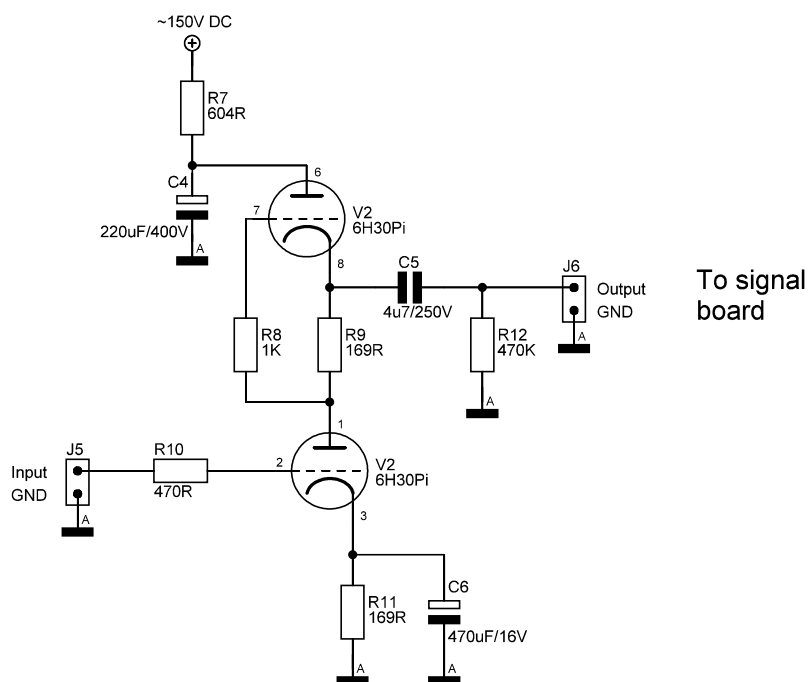 ~150V DC
R7
604R
C4
220uF/400V
A
6
7
V2
6H30Pi
8
C5
4u7/250V
J6
Output
GND
A
To signal
board
R8
1K
R9
169R
R12
470K
A
1
J5
Input
GND
A
R10
470R
2
V2
6H30Pi
3
R11
169R
A
C6
470uF/16V
A